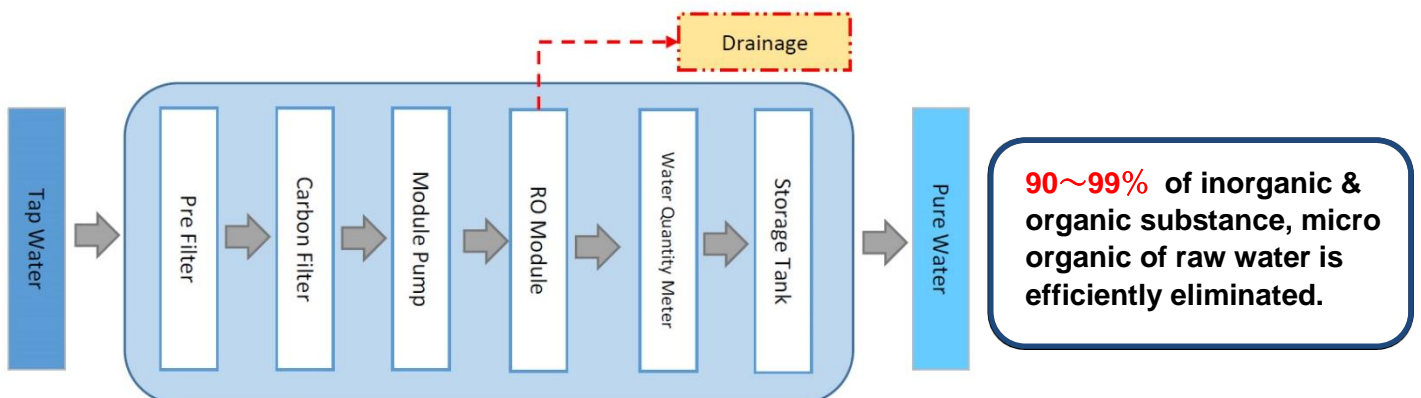 Drainage
Tap Water
Pre Filter
Carbon Filter
Module Pump
RO Module
Water Quantity Meter
Storage Tank
Pure Water
90～99％ of inorganic &
organic substance, micro
organic of raw water is
efficiently eliminated.